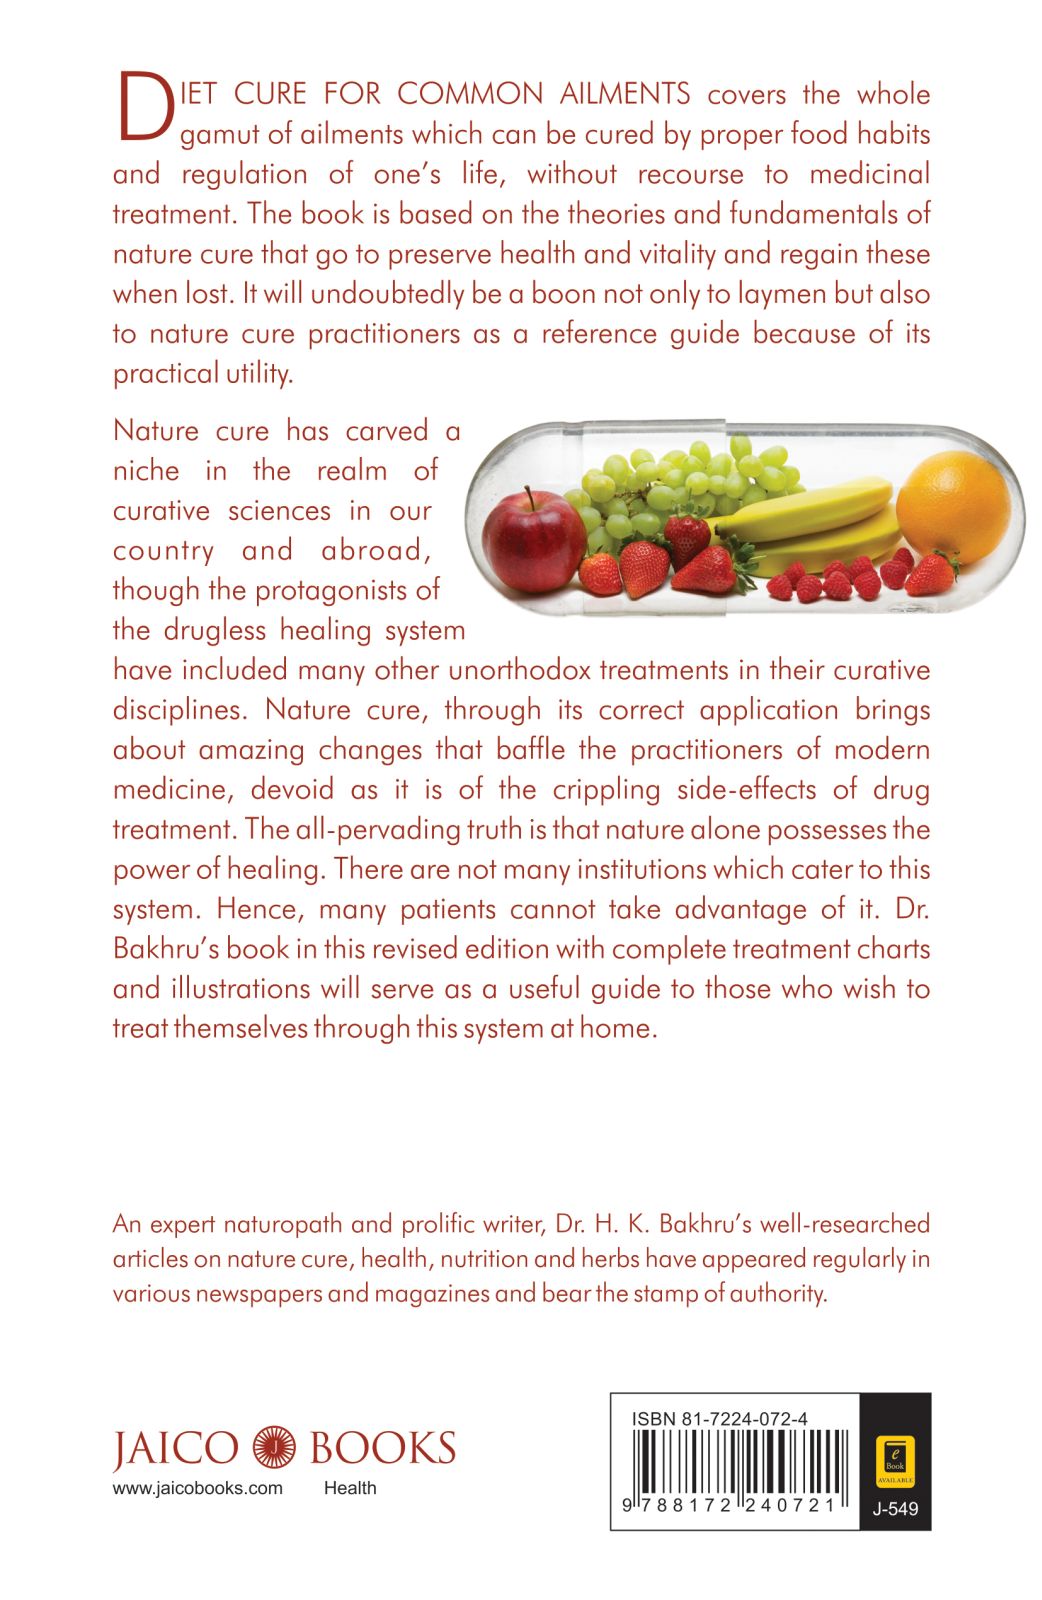 DIET CURE FOR COMMON AILMENTS covers the whole
gamut of ailments which can be cured by proper food habits
and regulation of one’s life, without recourse to medicinal
treatment. The book is based on the theories and fundamentals of
nature cure that go to preserve health and vitality and regain these
when lost. It will undoubtedly be a boon not only to laymen but also
to nature cure practitioners as a reference guide because of its
practical utility.
Nature cure has carved a
niche in the realm of
curative sciences in our
country and abroad,
though the protagonists of
the drugless healing system
have included many other unorthodox treatments in their curative
disciplines. Nature cure, through its correct application brings
about amazing changes that baffle the practitioners of modern
medicine, devoid as it is of the crippling side-effects of drug
treatment. The all-pervading truth is that nature alone possesses the
power of healing. There are not many institutions which cater to this
system. Hence, many patients cannot take advantage of it. Dr.
Bakhru’s book in this revised edition with complete treatment charts
and illustrations will serve as a useful guide to those who wish to
treat themselves through this system at home.
An expert naturopath and prolific writer, Dr. H. K. Bakhru’s well-researched
articles on nature cure, health, nutrition and herbs have appeared regularly in
various newspapers and magazines and bear the stamp of authority.
JAICO J BOOKS
www.jaicobooks.com Health
ISBN 81-7224-072-4
9 788172 240721
e
Book
AVAILABLE
J-549